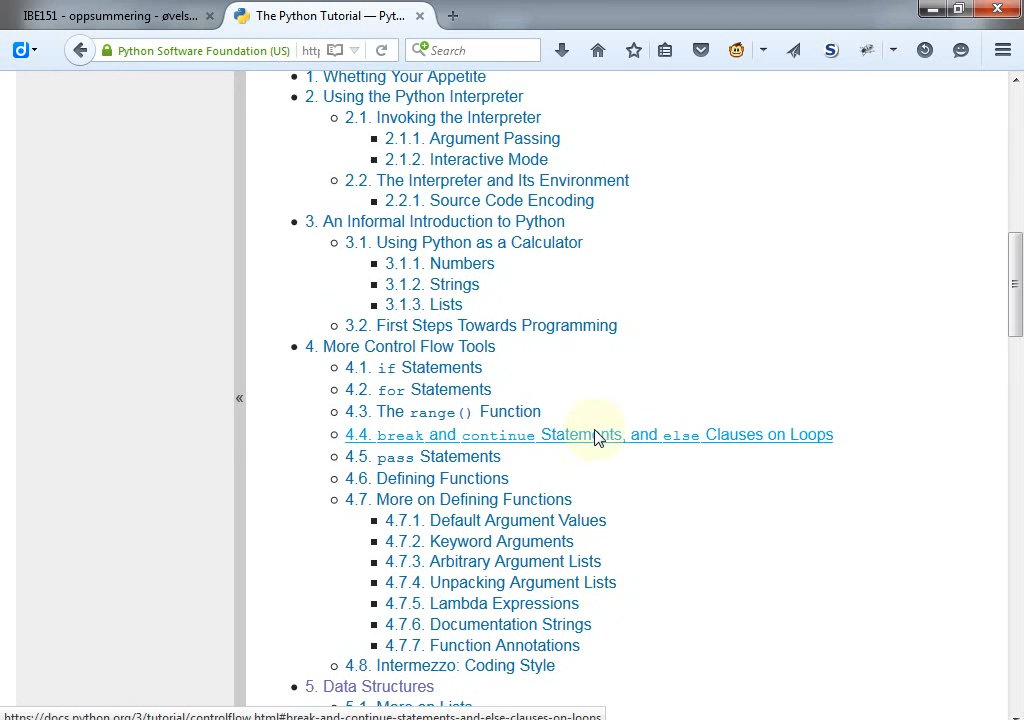 IBE151 - oppsummering - øvels...
The Python Tutorial — Pyt...
Python Software Foundation (US)
Search
1. Whetting Your Appetite
2. Using the Python Interpreter
2.1. Invoking the Interpreter
2.1.1. Argument Passing
2.1.2. Interactive Mode
2.2. The Interpreter and Its Environment
2.2.1. Source Code Encoding
3. An Informal Introduction to Python
3.1. Using Python as a Calculator
3.1.1. Numbers
3.1.2. Strings
3.1.3. Lists
3.2. First Steps Towards Programming
4. More Control Flow Tools
4.1. if Statements
4.2. for Statements
4.3. The range() Function
4.4. break and continue Statements, and else Clauses on Loops
4.5. pass Statements
4.6. Defining Functions
4.7. More on Defining Functions
4.7.1. Default Argument Values
4.7.2. Keyword Arguments
4.7.3. Arbitrary Argument Lists
4.7.4. Unpacking Argument Lists
4.7.5. Lambda Expressions
4.7.6. Documentation Strings
4.7.7. Function Annotations
4.8. Intermezzo: Coding Style
5. Data Structures
5.1. More on Lists
https://docs.python.org/3/tutorial/controlflow.html#break-and-continue-statements-and-else-clauses-on-loops